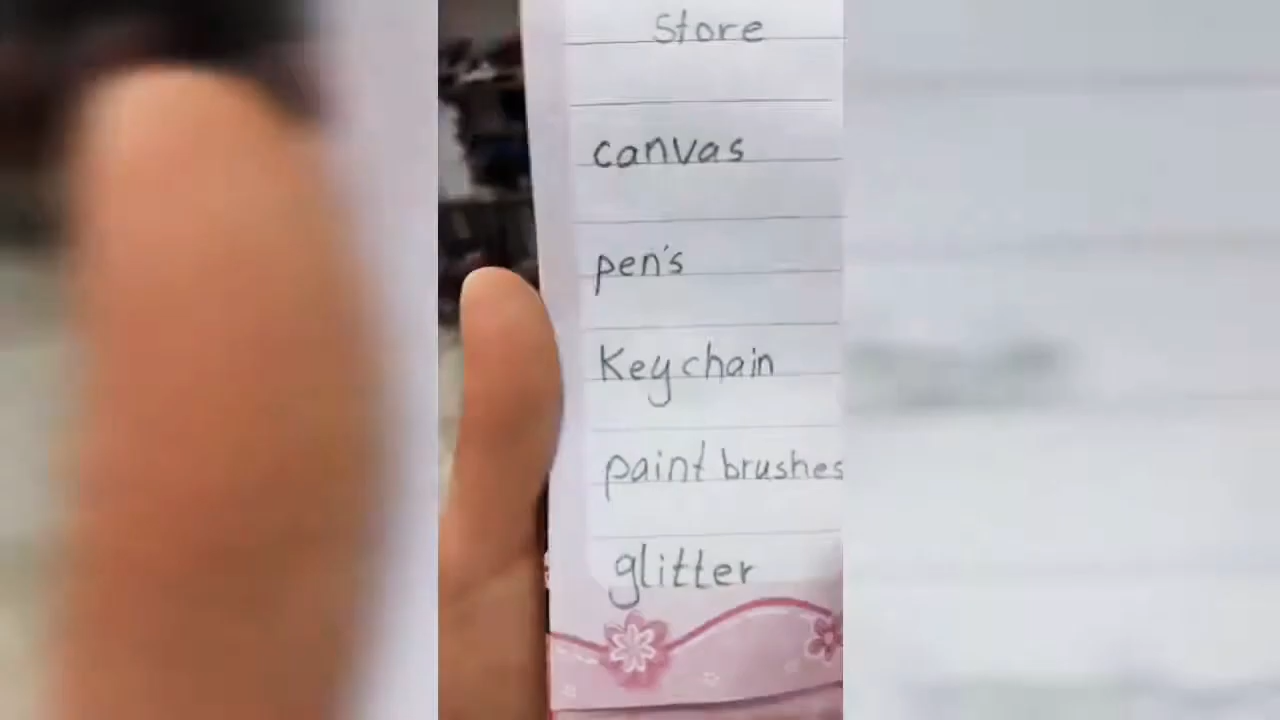 Store
canvas
pen's
Keychain
paint brushes
glitter